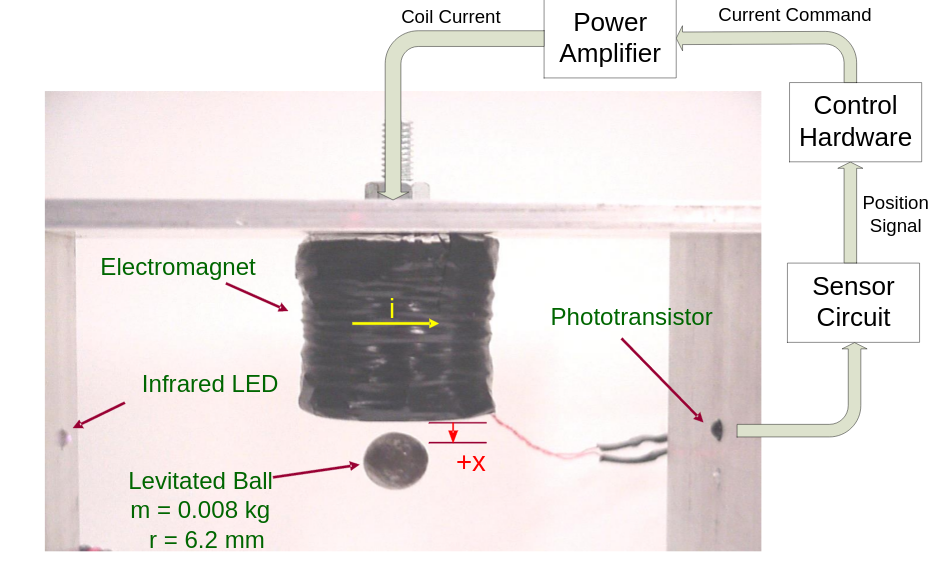 Coil Current
Power
Amplifier
Current Command
Control
Hardware
Position
Signal
Sensor
Circuit
Electromagnet
i
Phototransistor
Infrared LED
+x
Levitated Ball
m = 0.008 kg
r = 6.2 mm